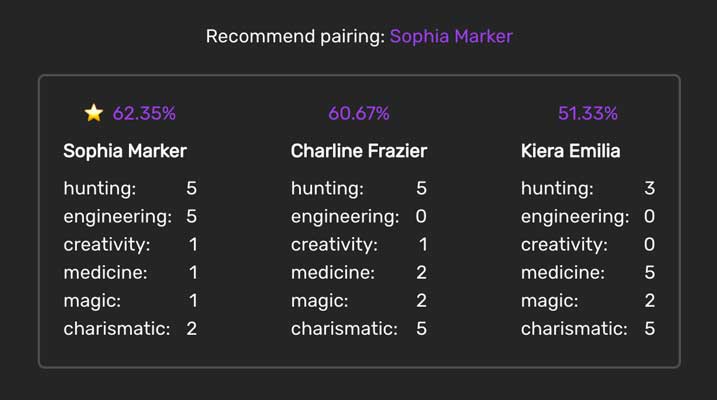 Recommend pairing: Sophia Marker
⭐ 62.35%
Sophia Marker
hunting: 5
engineering: 5
creativity: 1
medicine: 1
magic: 1
charismatic: 2
60.67%
Charline Frazier
hunting: 5
engineering: 0
creativity: 1
medicine: 2
magic: 2
charismatic: 5
51.33%
Kiera Emilia
hunting: 3
engineering: 0
creativity: 0
medicine: 5
magic: 2
charismatic: 5